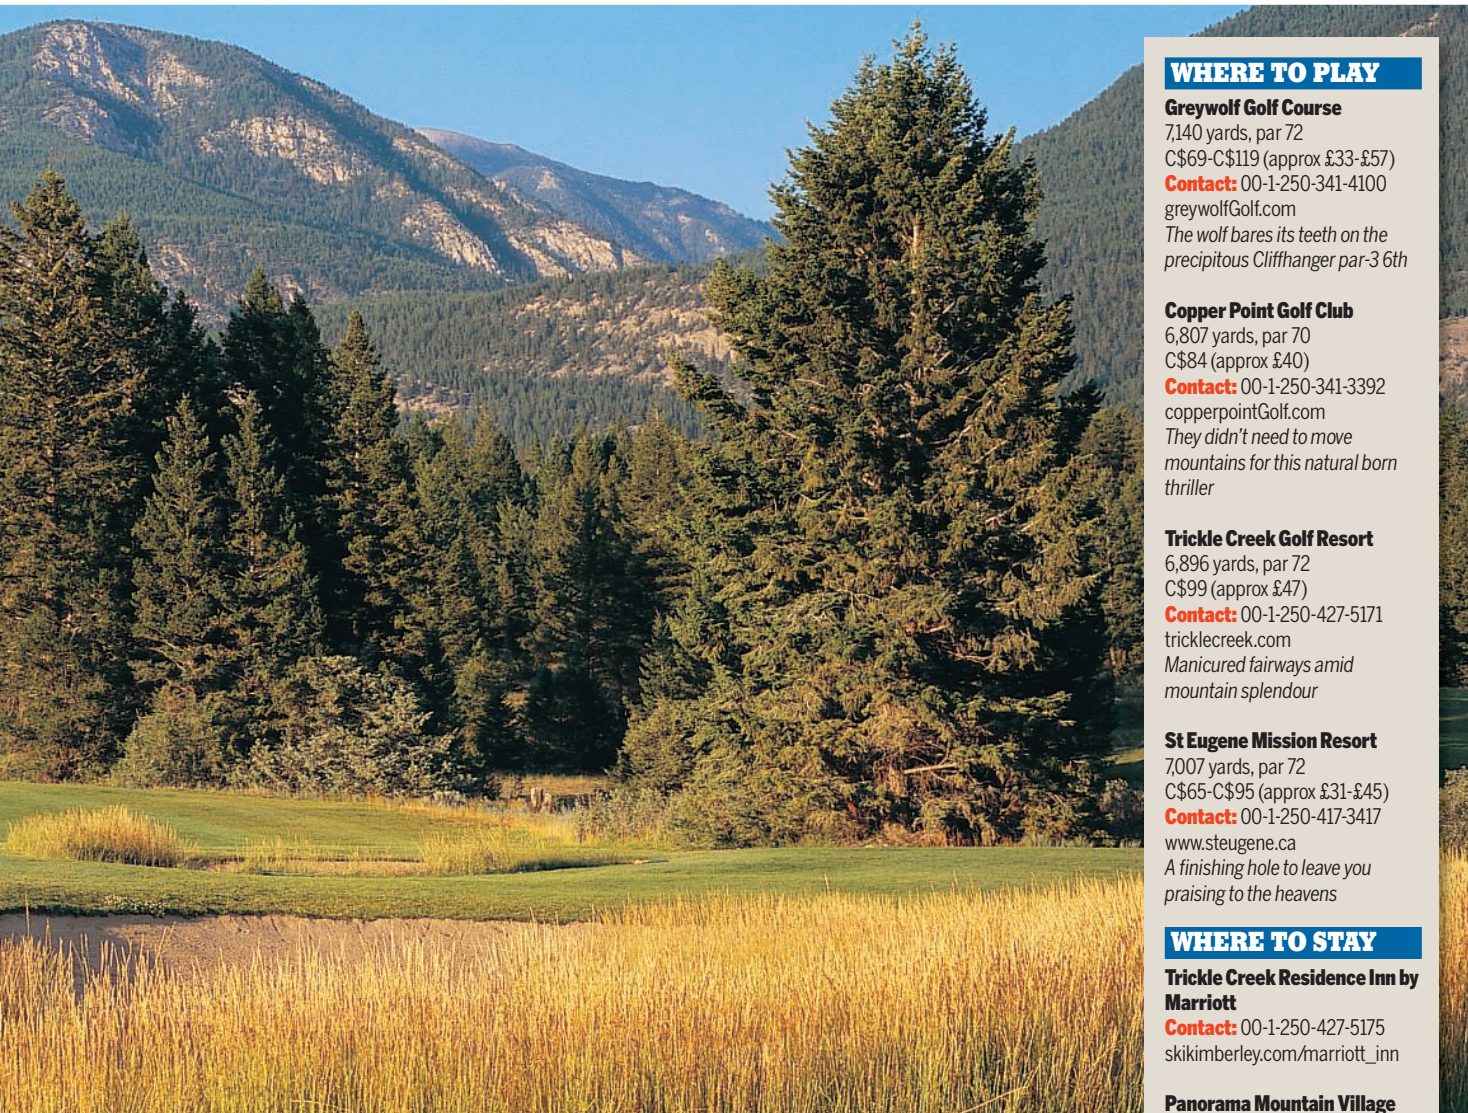 WHERE TO PLAY
Greywolf Golf Course
7,140 yards, par 72
C$69-C$119 (approx £33-£57)
Contact: 00-1-250-341-4100
greywolfGolf.com
The wolf bares its teeth on the
precipitous Cliffhanger par-3 6th
Copper Point Golf Club
6,807 yards, par 70
C$84 (approx £40)
Contact: 00-1-250-341-3392
copperpointGolf.com
They didn't need to move
mountains for this natural born
thriller
Trickle Creek Golf Resort
6,896 yards, par 72
C$99 (approx £47)
Contact: 00-1-250-427-5171
tricklecreek.com
Manicured fairways amid
mountain splendour
St Eugene Mission Resort
7,007 yards, par 72
C$65-C$95 (approx £31-£45)
Contact: 00-1-250-417-3417
www.steugene.ca
A finishing hole to leave you
praising to the heavens
WHERE TO STAY
Trickle Creek Residence Inn by
Marriott
Contact: 00-1-250-427-5175
skikimberley.com/marriott_inn
Panorama Mountain Village